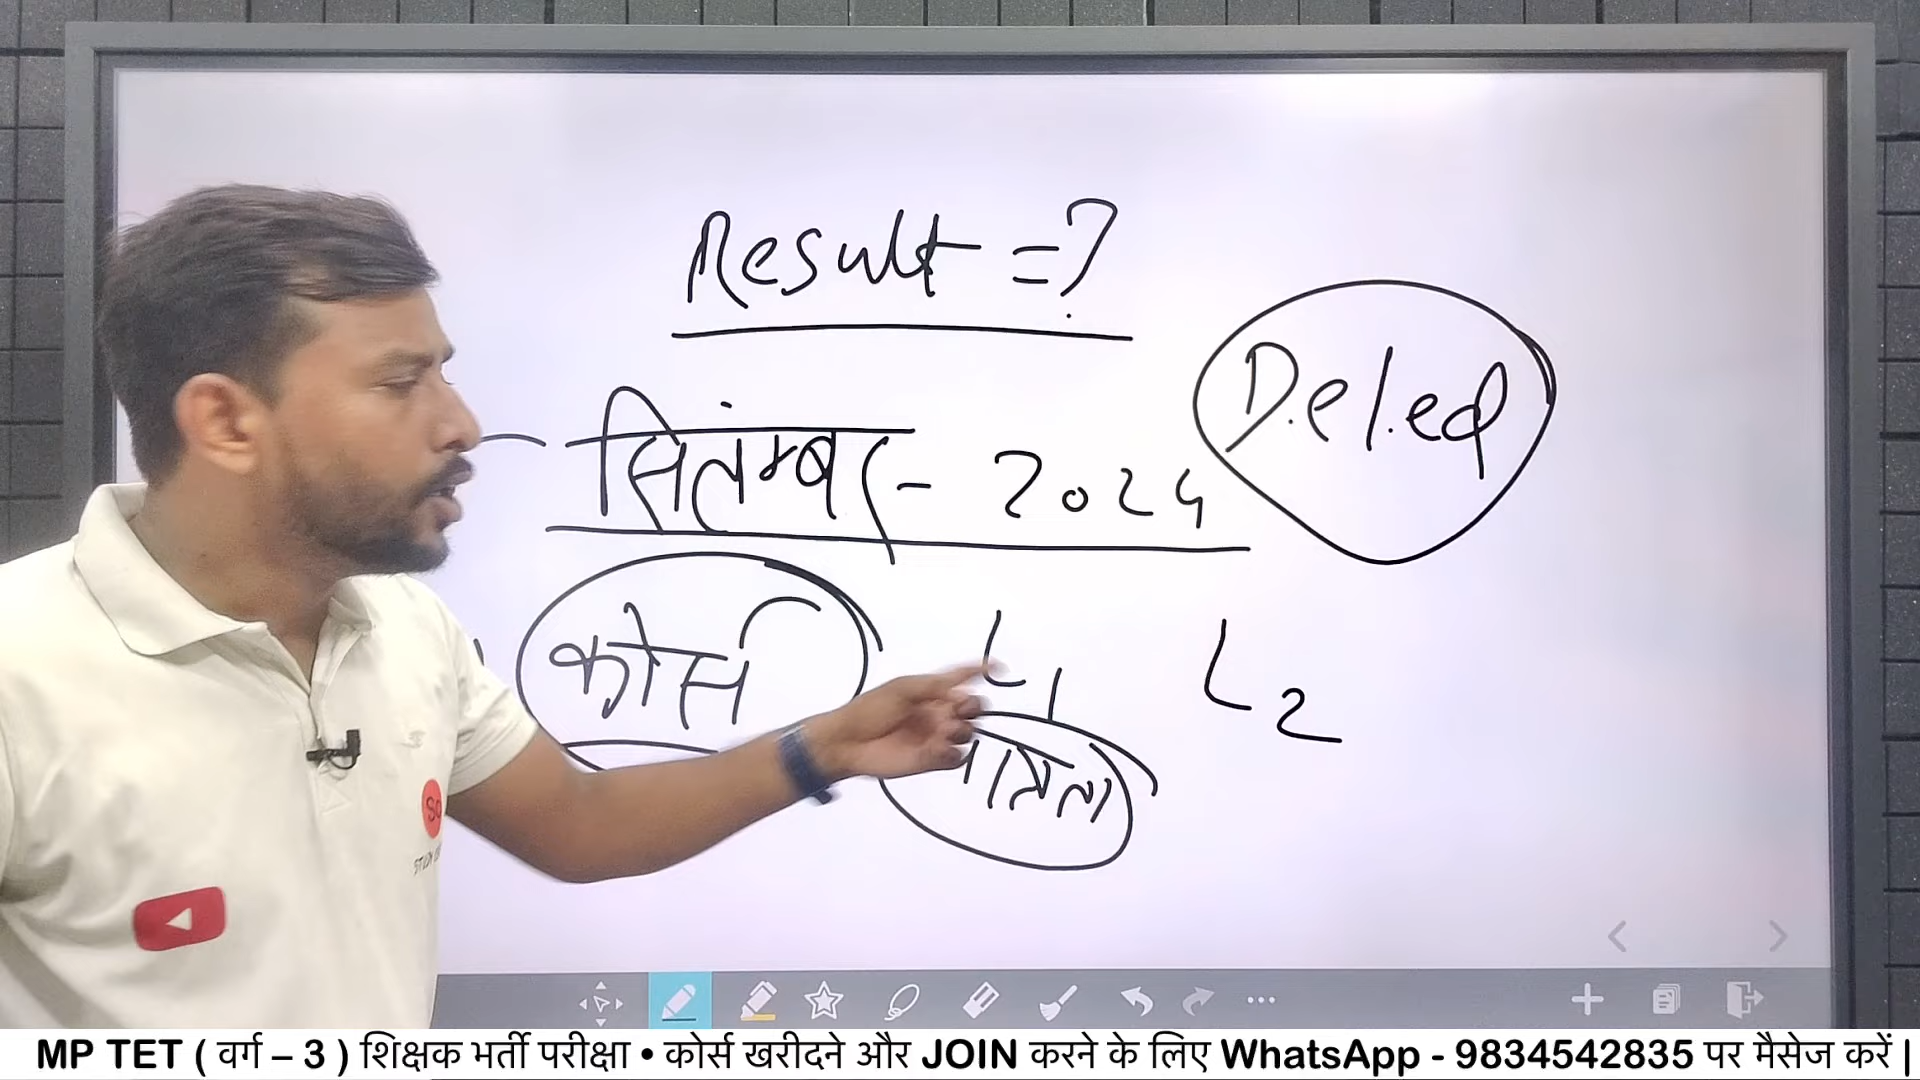 Result = ?
सितंम्बर - 2024
D.el.ed
कोर्स
L1
L2
MP TET ( वर्ग – 3 ) शिक्षक भर्ती परीक्षा • कोर्स खरीदने और JOIN करने के लिए WhatsApp - 9834542835 पर मैसेज करें |